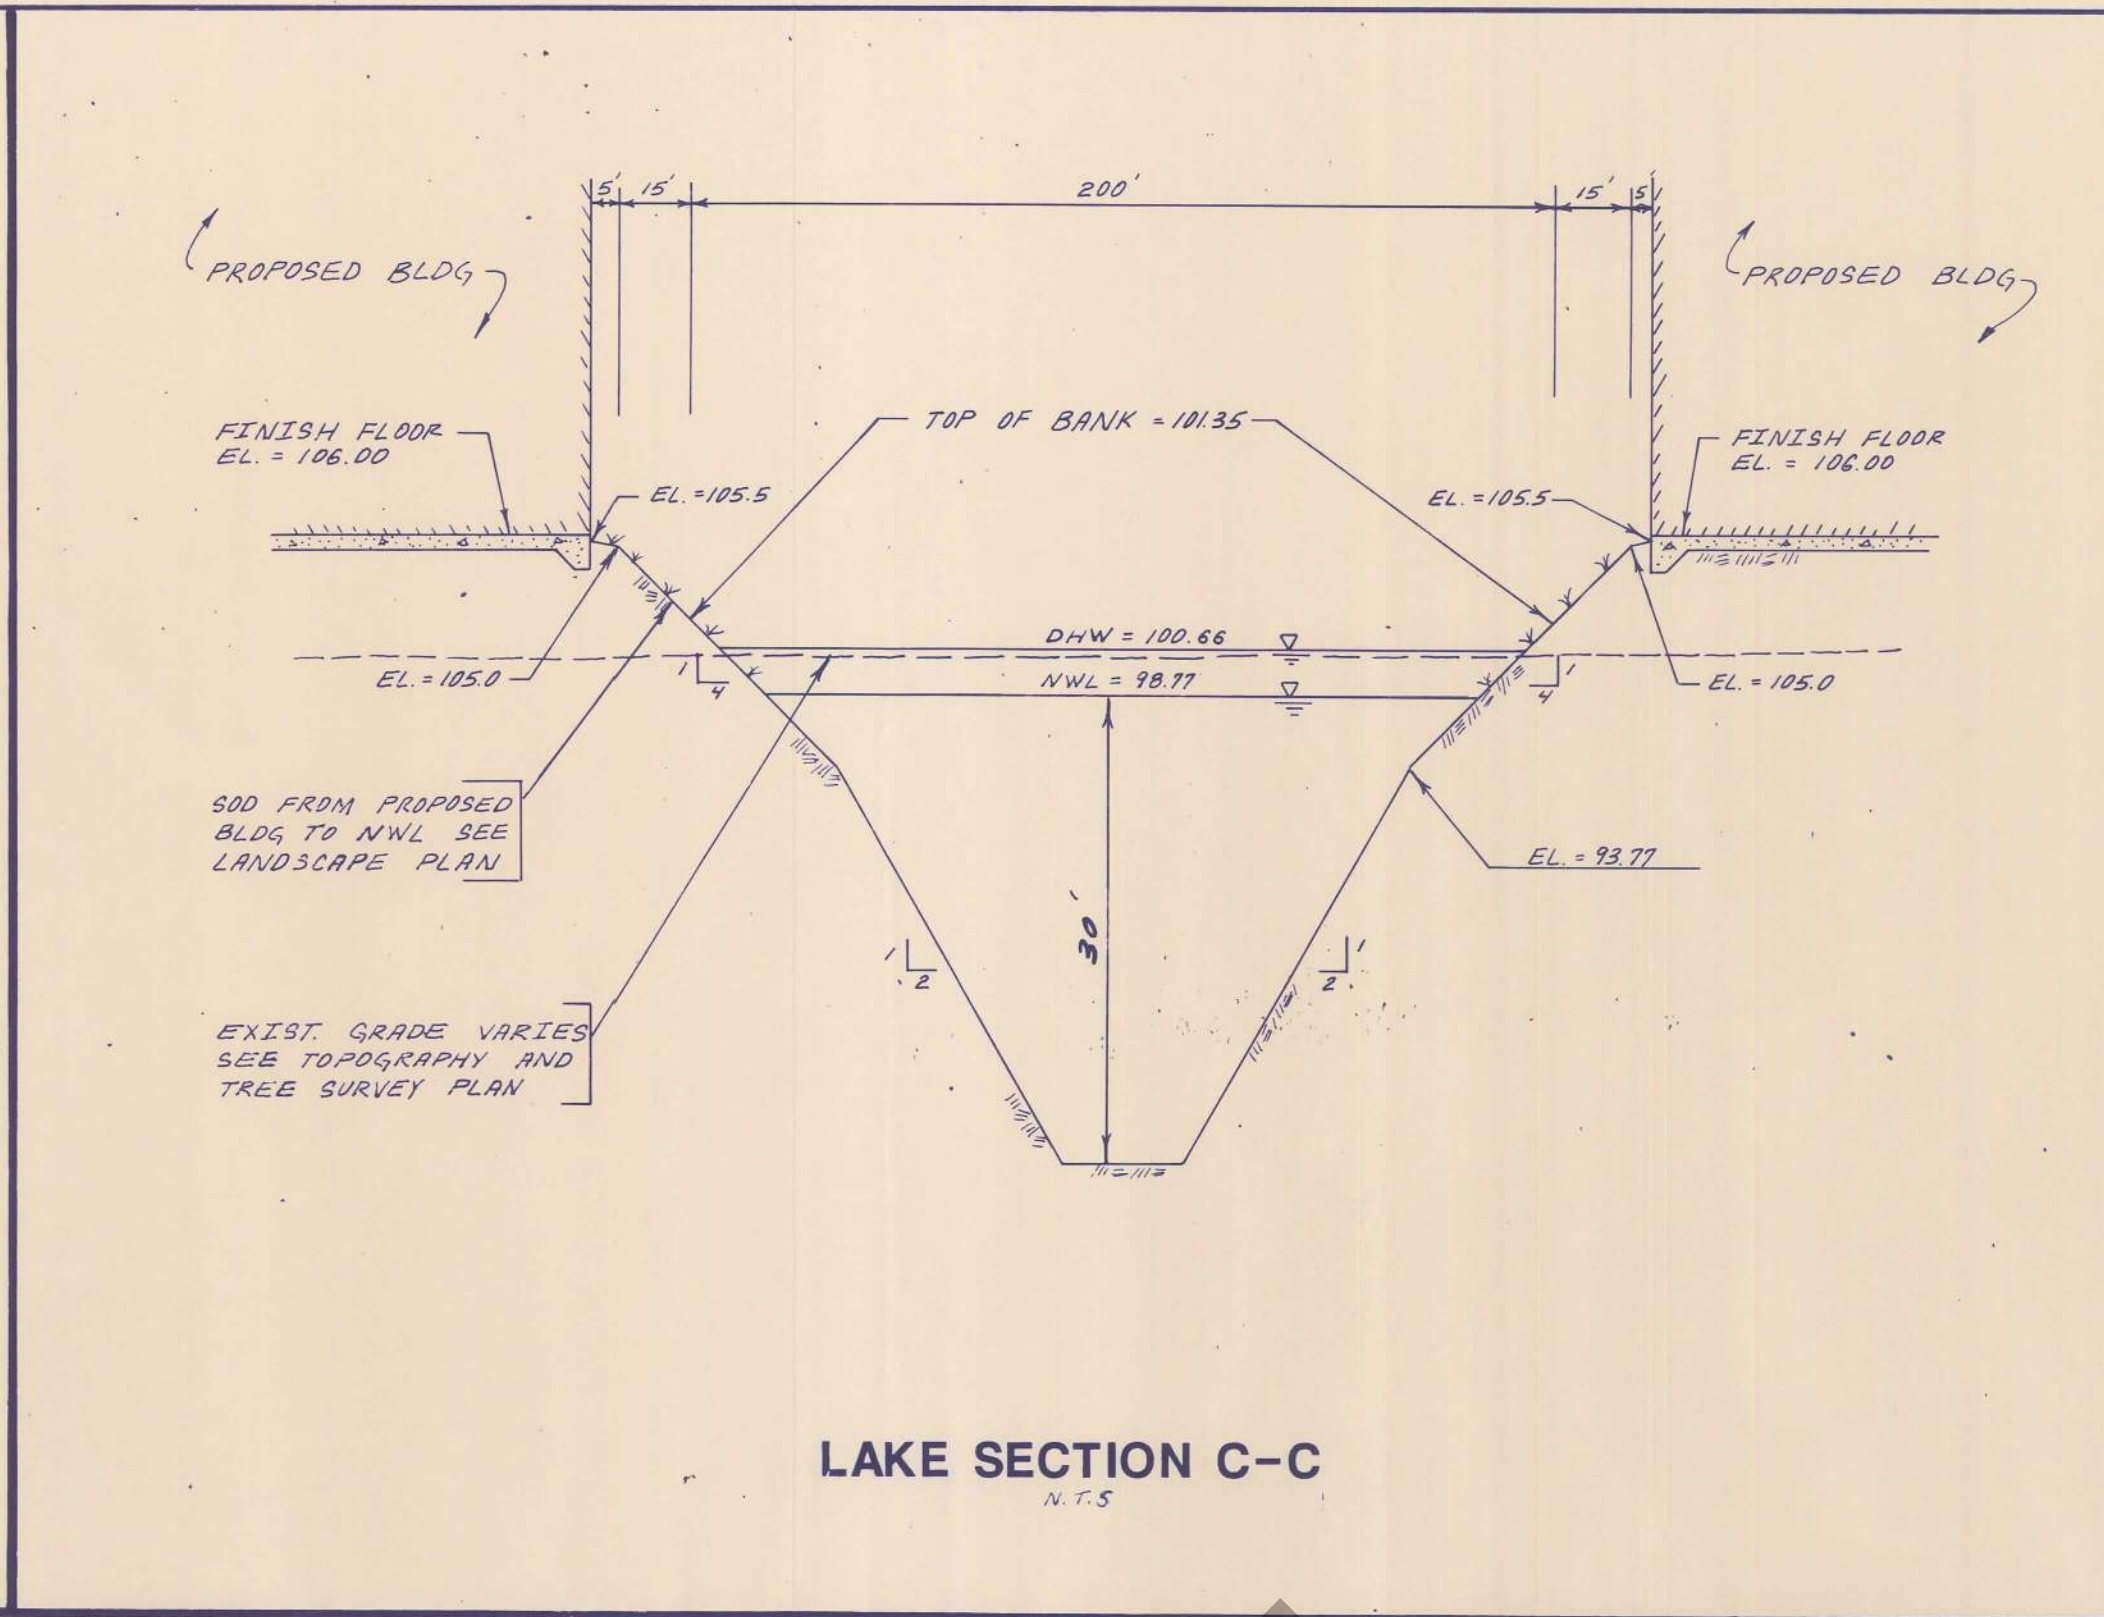 5' 15' 200' 15' 5'
PROPOSED BLDG
PROPOSED BLDG
TOP OF BANK = 101.35
FINISH FLOOR
EL. = 106.00
FINISH FLOOR
EL. = 106.00
EL. = 105.5
EL. = 105.5
DHW = 100.66
EL. = 105.0
1
4
NWL = 98.77
1
4
EL. = 105.0
SOD FROM PROPOSED
BLDG TO NWL SEE
LANDSCAPE PLAN
EL. = 93.77
30'
1
2
1
2
EXIST. GRADE VARIES
SEE TOPOGRAPHY AND
TREE SURVEY PLAN
LAKE SECTION C-C
N.T.S